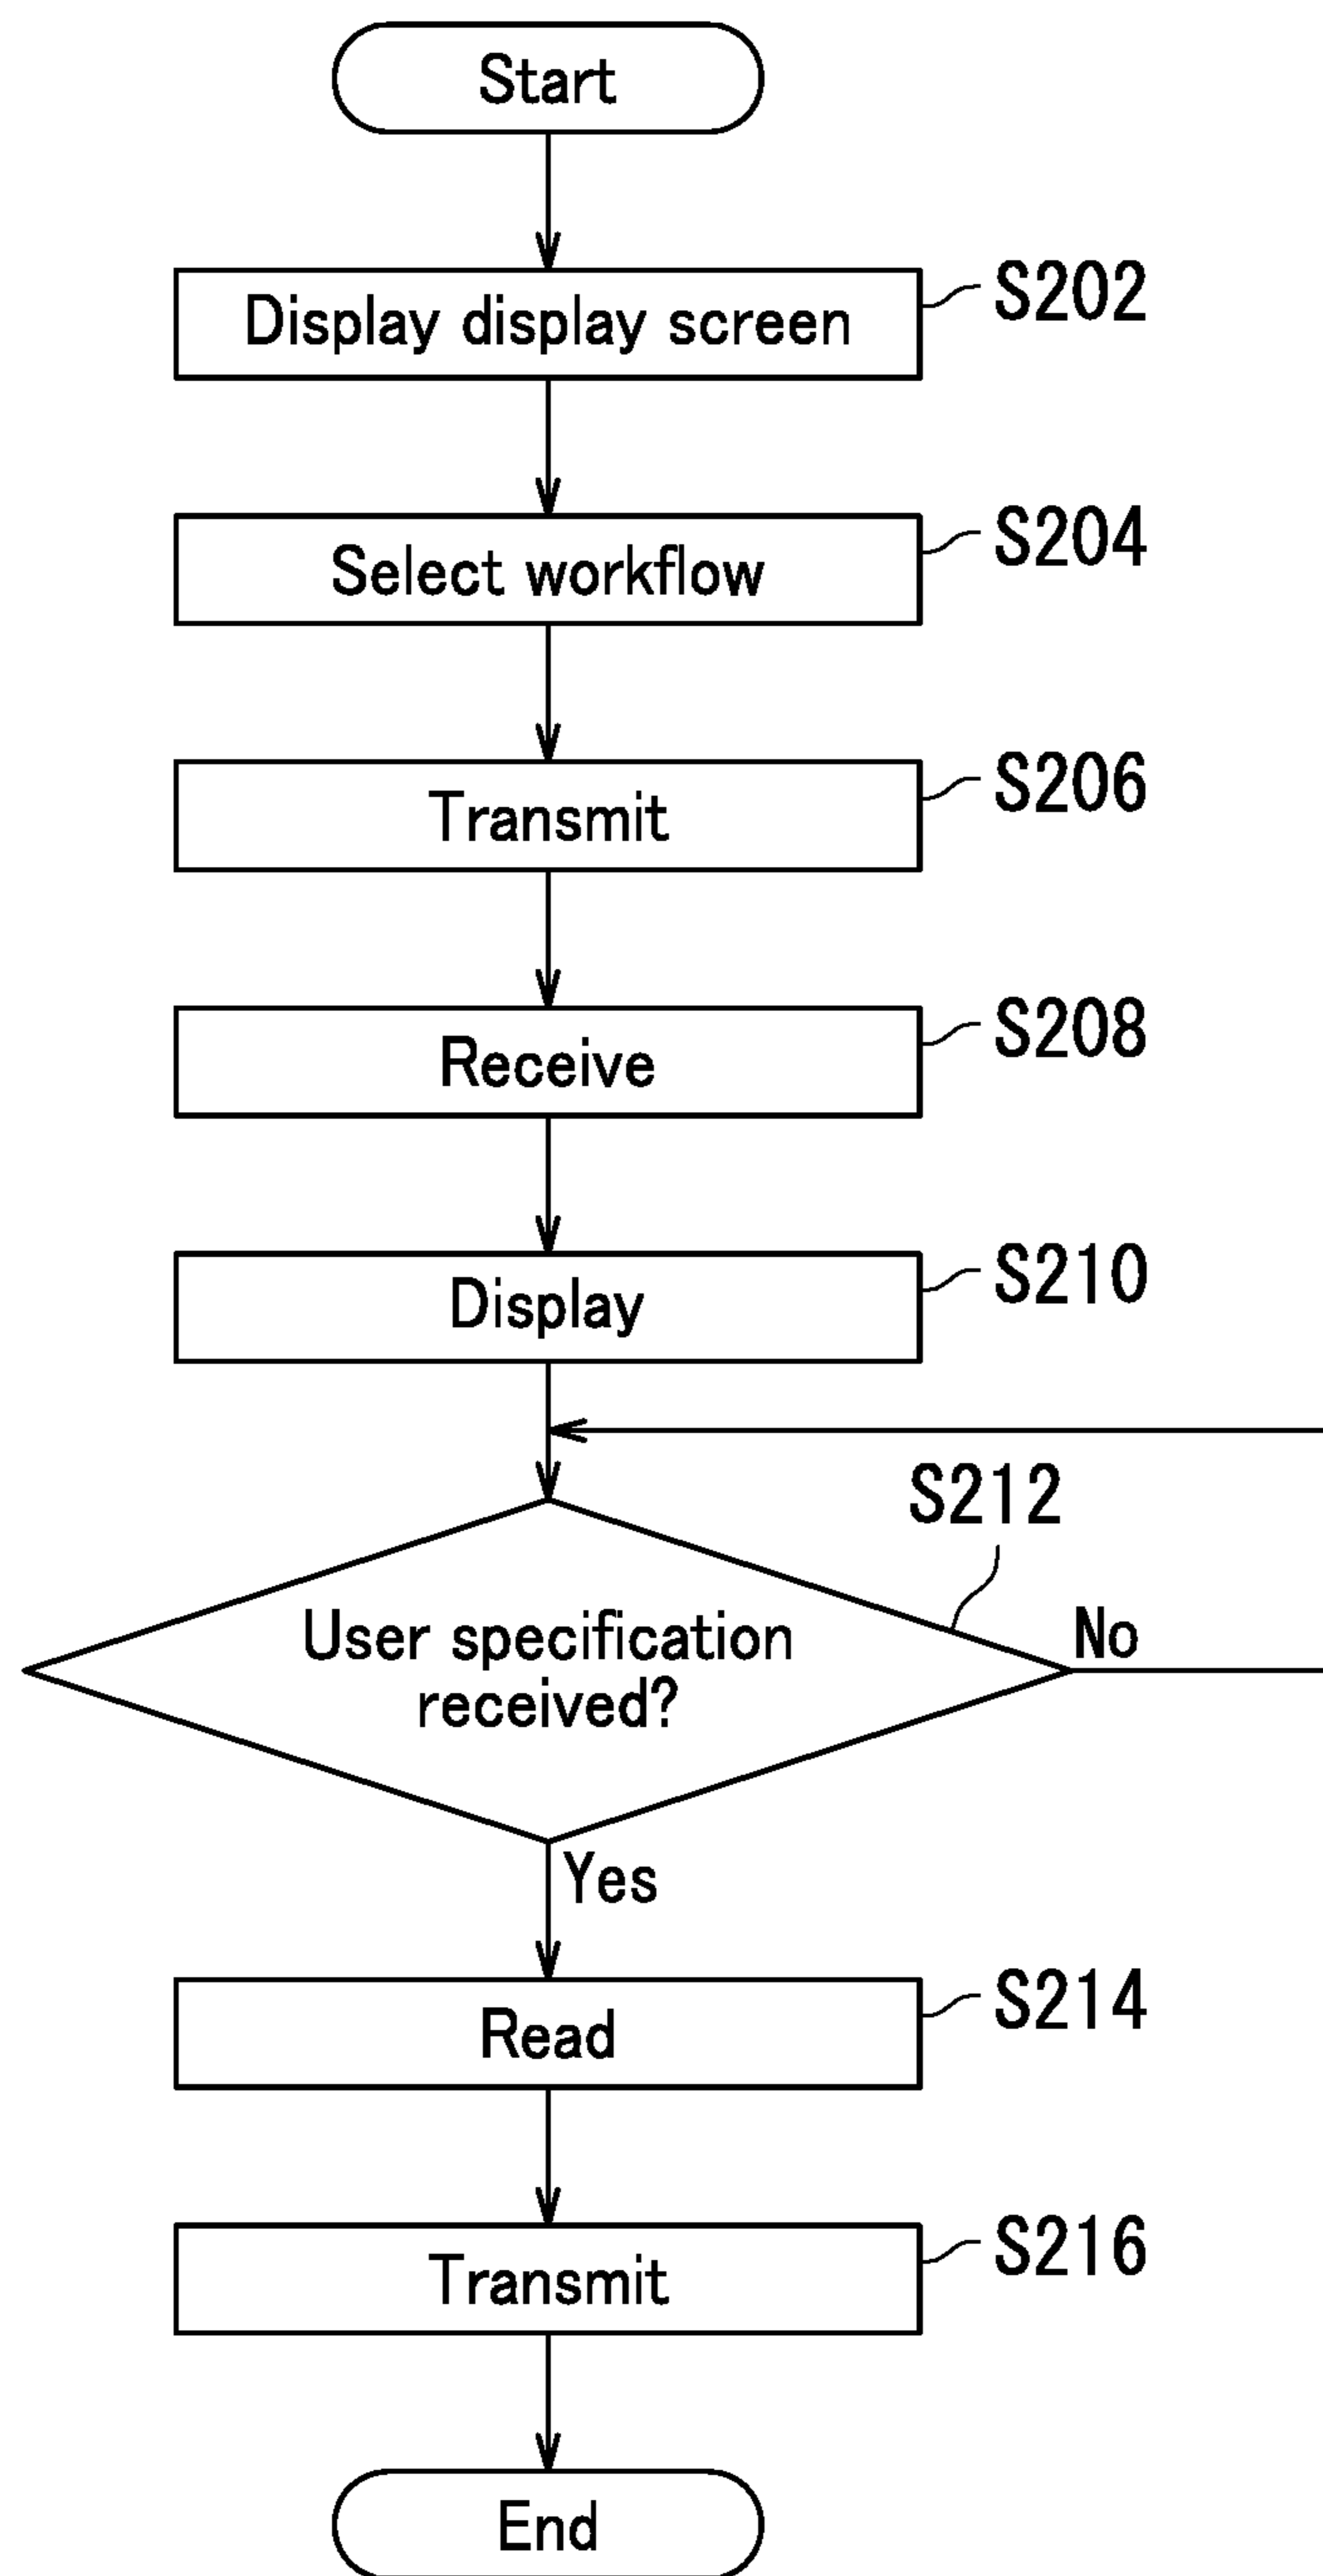 Start
Display display screen
S202
Select workflow
S204
Transmit
S206
Receive
S208
Display
S210
S212
User specification
received?
No
Yes
Read
S214
Transmit
S216
End